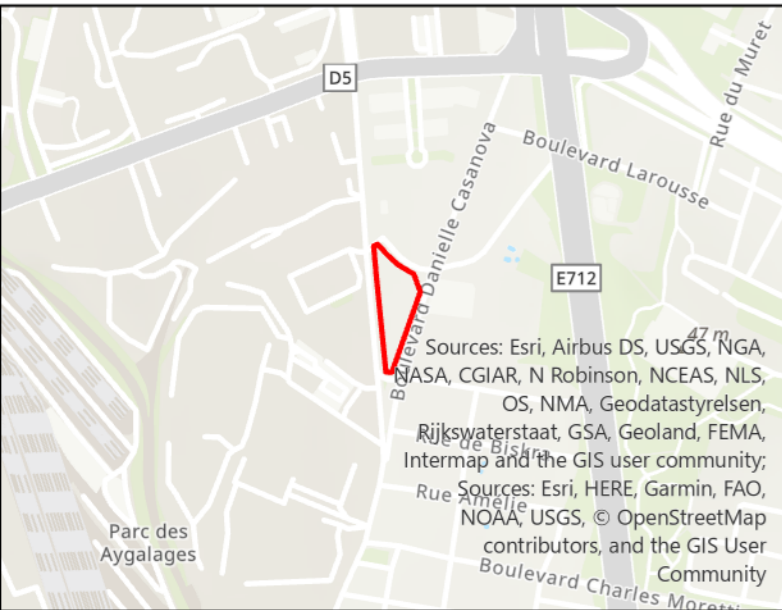 D5
Rue du Muret
Boulevard Larousse
Boulevard Danielle Casanova
E712
47 m
Sources: Esri, Airbus DS, USGS, NGA,
NASA, CGIAR, N Robinson, NCEAS, NLS,
OS, NMA, Geodatastyrelsen,
Rijkswaterstaat, GSA, Geoland, FEMA,
Intermap and the GIS user community;
Sources: Esri, HERE, Garmin, FAO,
NOAA, USGS, © OpenStreetMap
contributors, and the GIS User
Community
Rue de Biskra
Rue Amélie
Parc des
Aygalages
Boulevard Charles Moretti